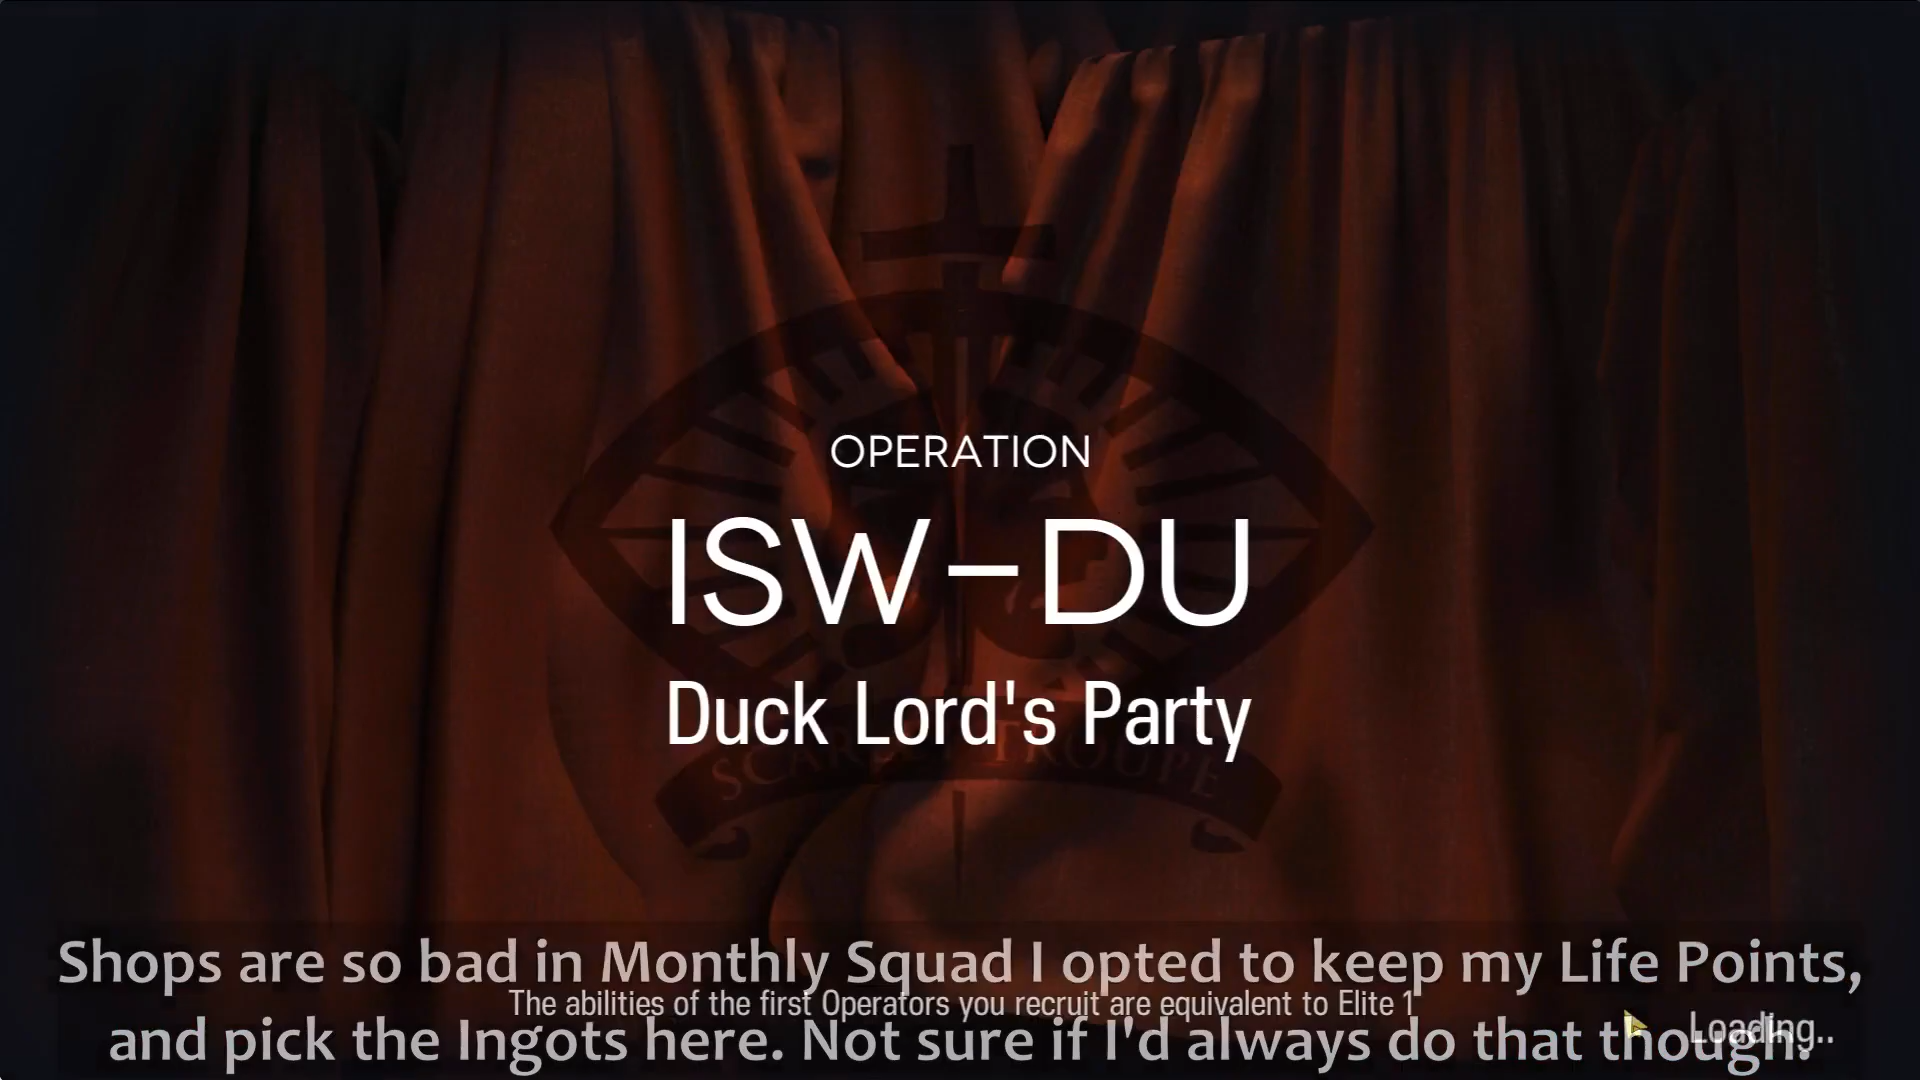 OPERATION
ISW-DU
Duck Lord's Party
SCARLET TROUPE
Shops are so bad in Monthly Squad I opted to keep my Life Points,
The abilities of the first Operators you recruit are equivalent to Elite 1
and pick the Ingots here. Not sure if I'd always do that though.
Loading..